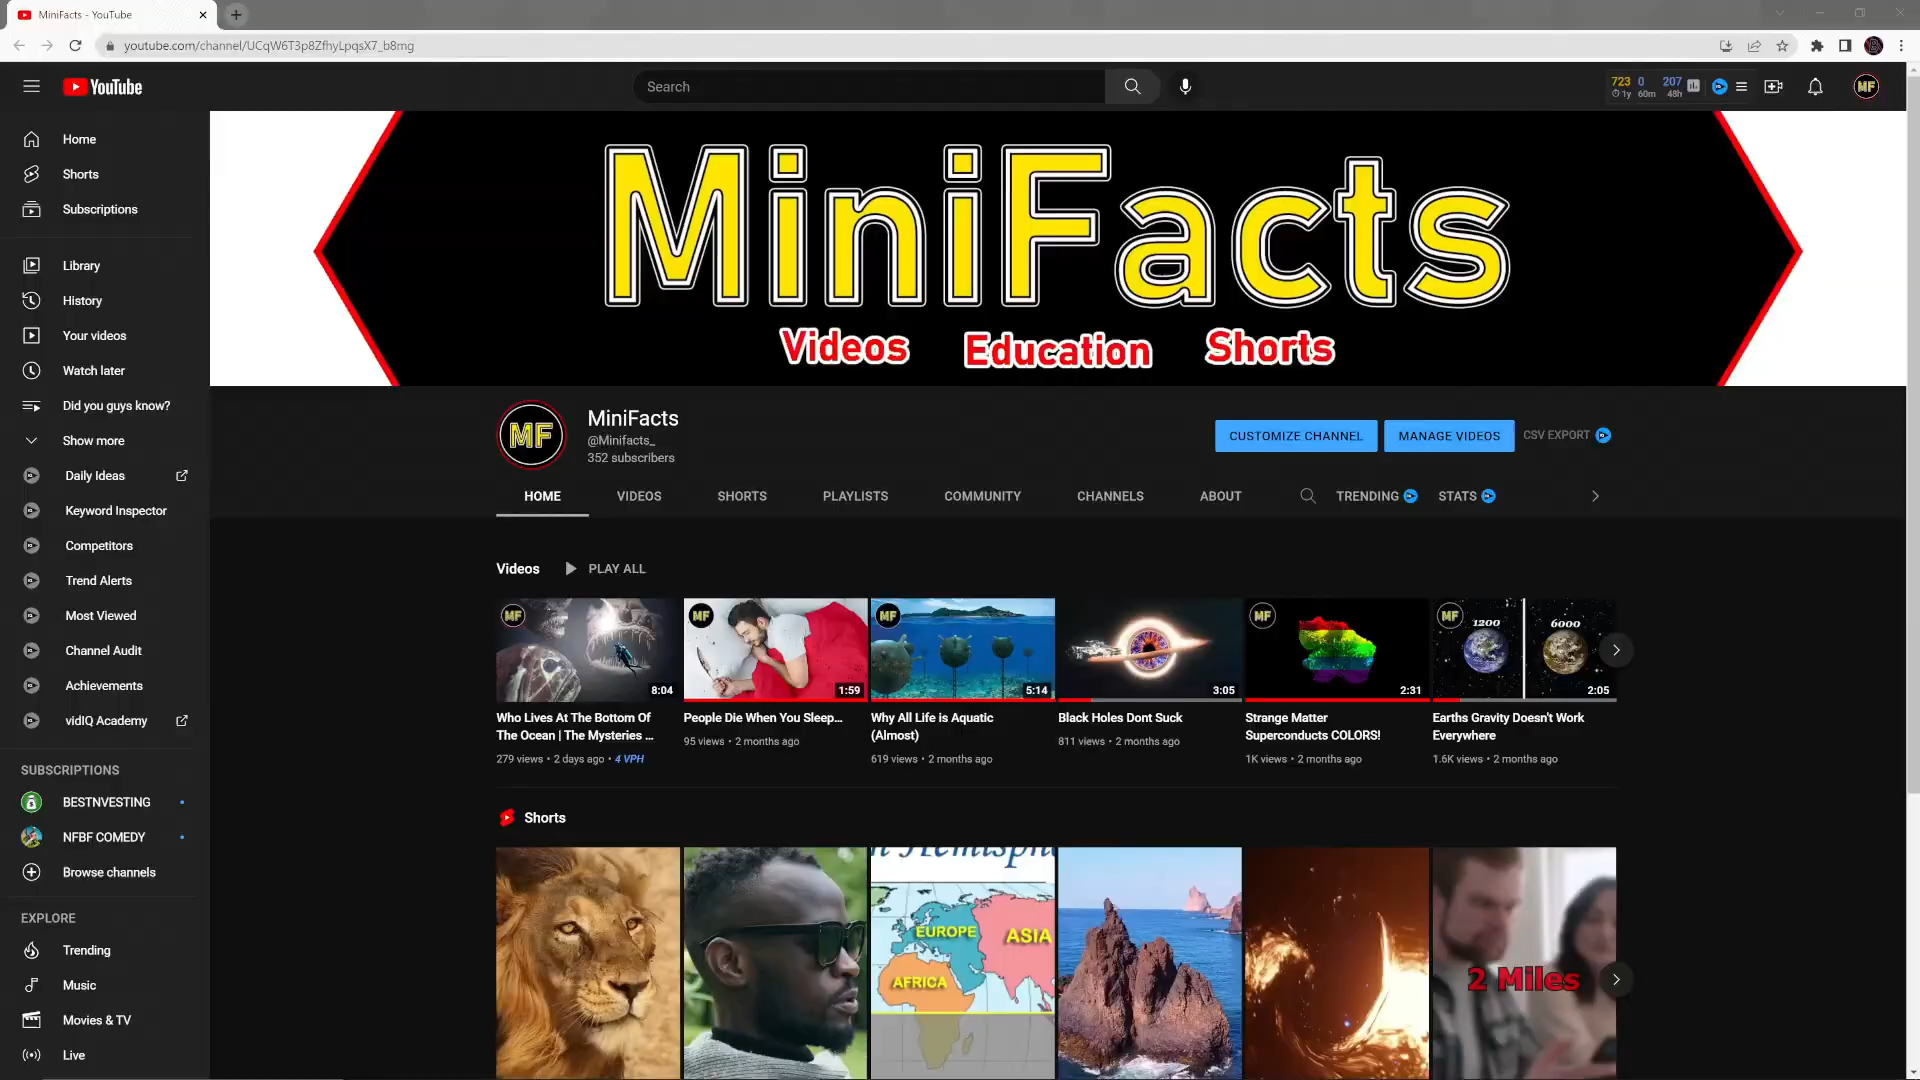 MiniFacts - YouTube
youtube.com/channel/UCqW6T3p8ZfhyLpqsX7_b8mg
YouTube
Search
723 0 207
1y 60m 48h
MF
Home
Shorts
Subscriptions
Library
History
Your videos
Watch later
Did you guys know?
Show more
Daily Ideas
Keyword Inspector
Competitors
Trend Alerts
Most Viewed
Channel Audit
Achievements
vidIQ Academy
SUBSCRIPTIONS
BESTNVESTING
NFBF COMEDY
Browse channels
EXPLORE
Trending
Music
Movies & TV
Live
MiniFacts
Videos Education Shorts
MF
MiniFacts
@Minifacts_
352 subscribers
CUSTOMIZE CHANNEL MANAGE VIDEOS CSV EXPORT
HOME VIDEOS SHORTS PLAYLISTS COMMUNITY CHANNELS ABOUT TRENDING STATS
Videos PLAY ALL
MF
8:04
Who Lives At The Bottom Of
The Ocean | The Mysteries ...
279 views • 2 days ago • 4 VPH
MF
1:59
People Die When You Sleep...
95 views • 2 months ago
MF
5:14
Why All Life is Aquatic
(Almost)
619 views • 2 months ago
3:05
Black Holes Dont Suck
811 views • 2 months ago
MF
2:31
Strange Matter
Superconducts COLORS!
1K views • 2 months ago
MF
1200 6000
2:05
Earths Gravity Doesn't Work
Everywhere
1.6K views • 2 months ago
Shorts
EUROPE
ASIA
AFRICA
2 Miles